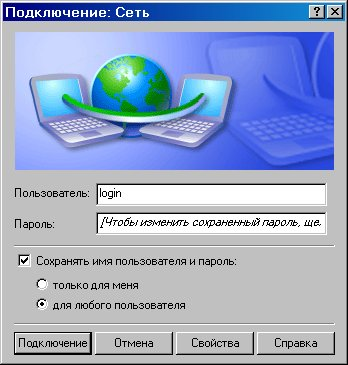 Подключение: Сеть
Пользователь: login
Пароль: [Чтобы изменить сохраненный пароль, ще.
Сохранять имя пользователя и пароль:
только для меня
для любого пользователя
Подключение Отмена Свойства Справка